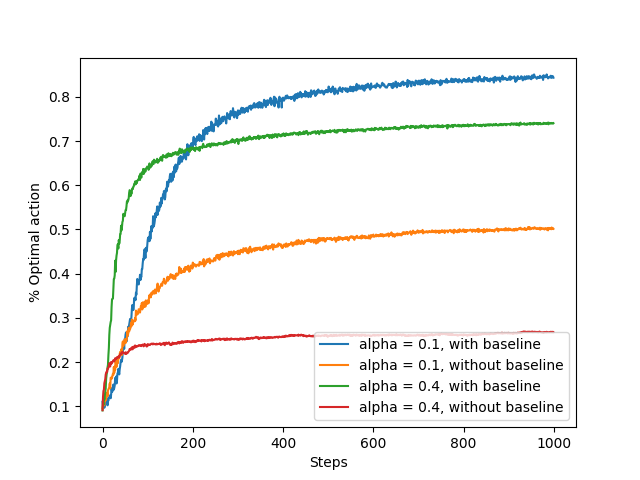 0.8
0.7
0.6
0.5
0.4
0.3
0.2
0.1
% Optimal action
alpha = 0.1, with baseline
alpha = 0.1, without baseline
alpha = 0.4, with baseline
alpha = 0.4, without baseline
0 200 400 600 800 1000
Steps